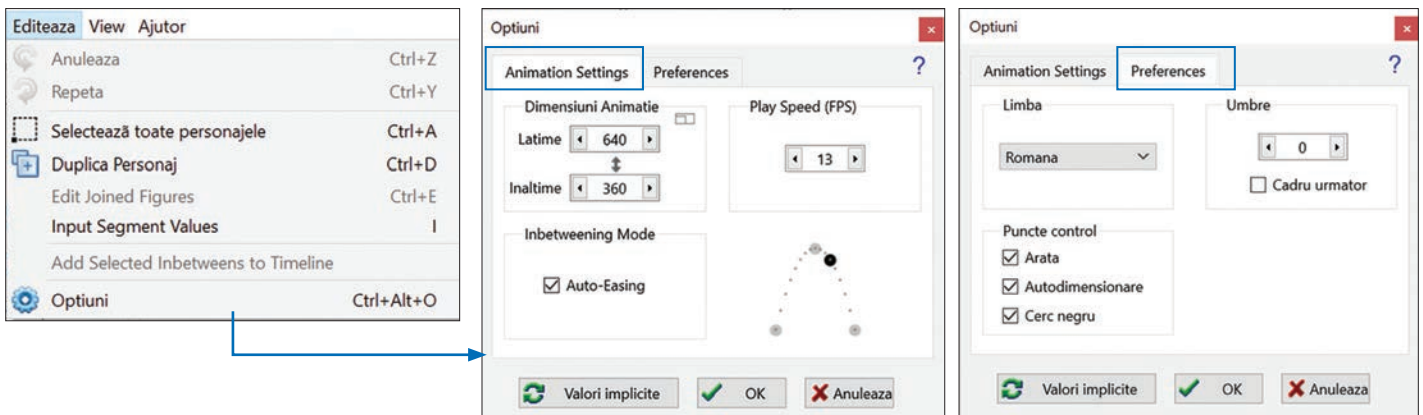 Editeaza View Ajutor
Anuleaza Ctrl+Z
Repeta Ctrl+Y
Selectează toate personajele Ctrl+A
Duplica Personaj Ctrl+D
Edit Joined Figures Ctrl+E
Input Segment Values I
Add Selected Inbetweens to Timeline
Optiuni Ctrl+Alt+O
Optiuni
Animation Settings Preferences ?
Dimensiuni Animatie
Latime 640
Inaltime 360
Play Speed (FPS)
13
Inbetweening Mode
Auto-Easing
Valori implicite OK Anuleaza
Optiuni
Animation Settings Preferences ?
Limba
Romana
Umbre
0
Cadru urmator
Puncte control
Arata
Autodimensionare
Cerc negru
Valori implicite OK Anuleaza